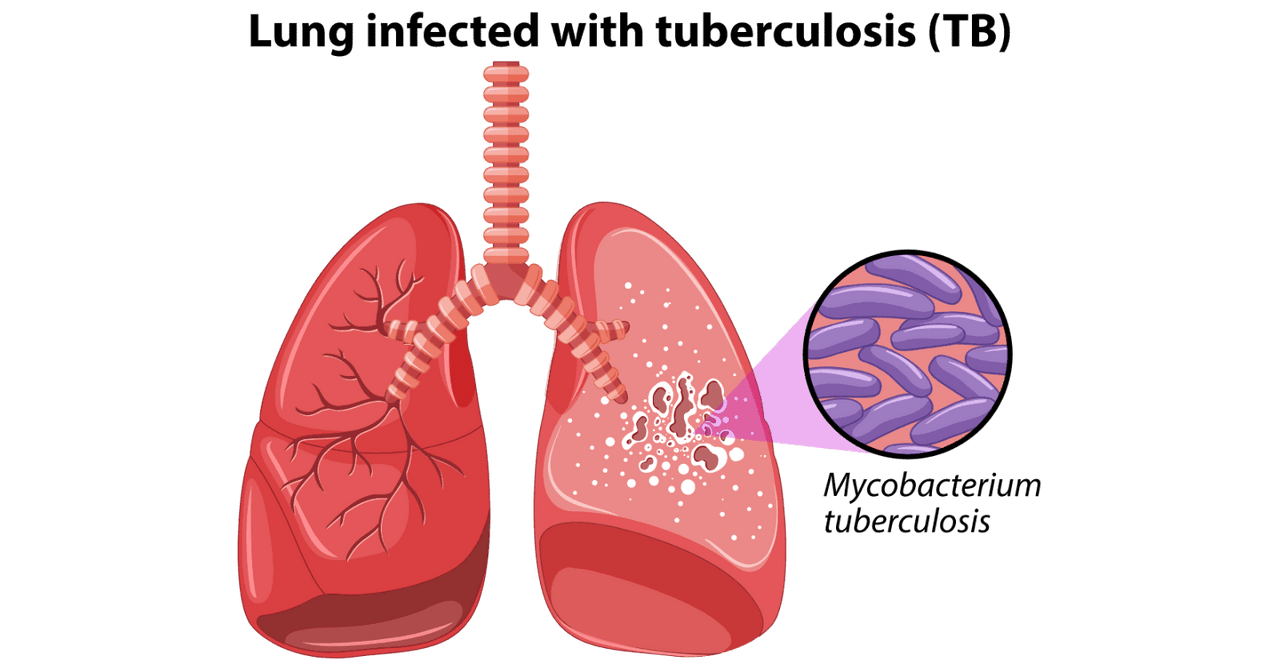 Lung infected with tuberculosis (TB)
Mycobacterium
tuberculosis